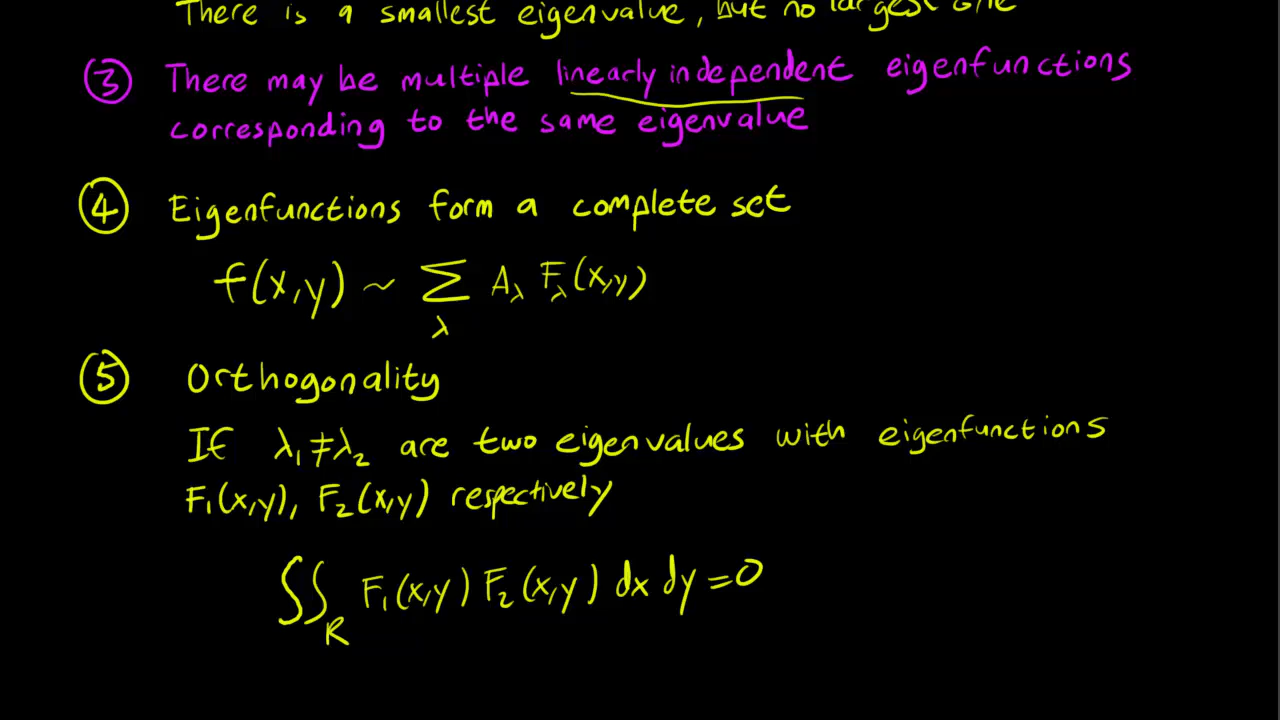 There is a smallest eigenvalue, but no largest one
③ There may be multiple linearly independent eigenfunctions
corresponding to the same eigenvalue
④ Eigenfunctions form a complete set
f(x,y) ~ ∑_λ A_λ F_λ(x,y)
⑤ Orthogonality
If λ₁≠λ₂ are two eigenvalues with eigenfunctions
F₁(x,y), F₂(x,y) respectively
∬_R F₁(x,y) F₂(x,y) dx dy = 0